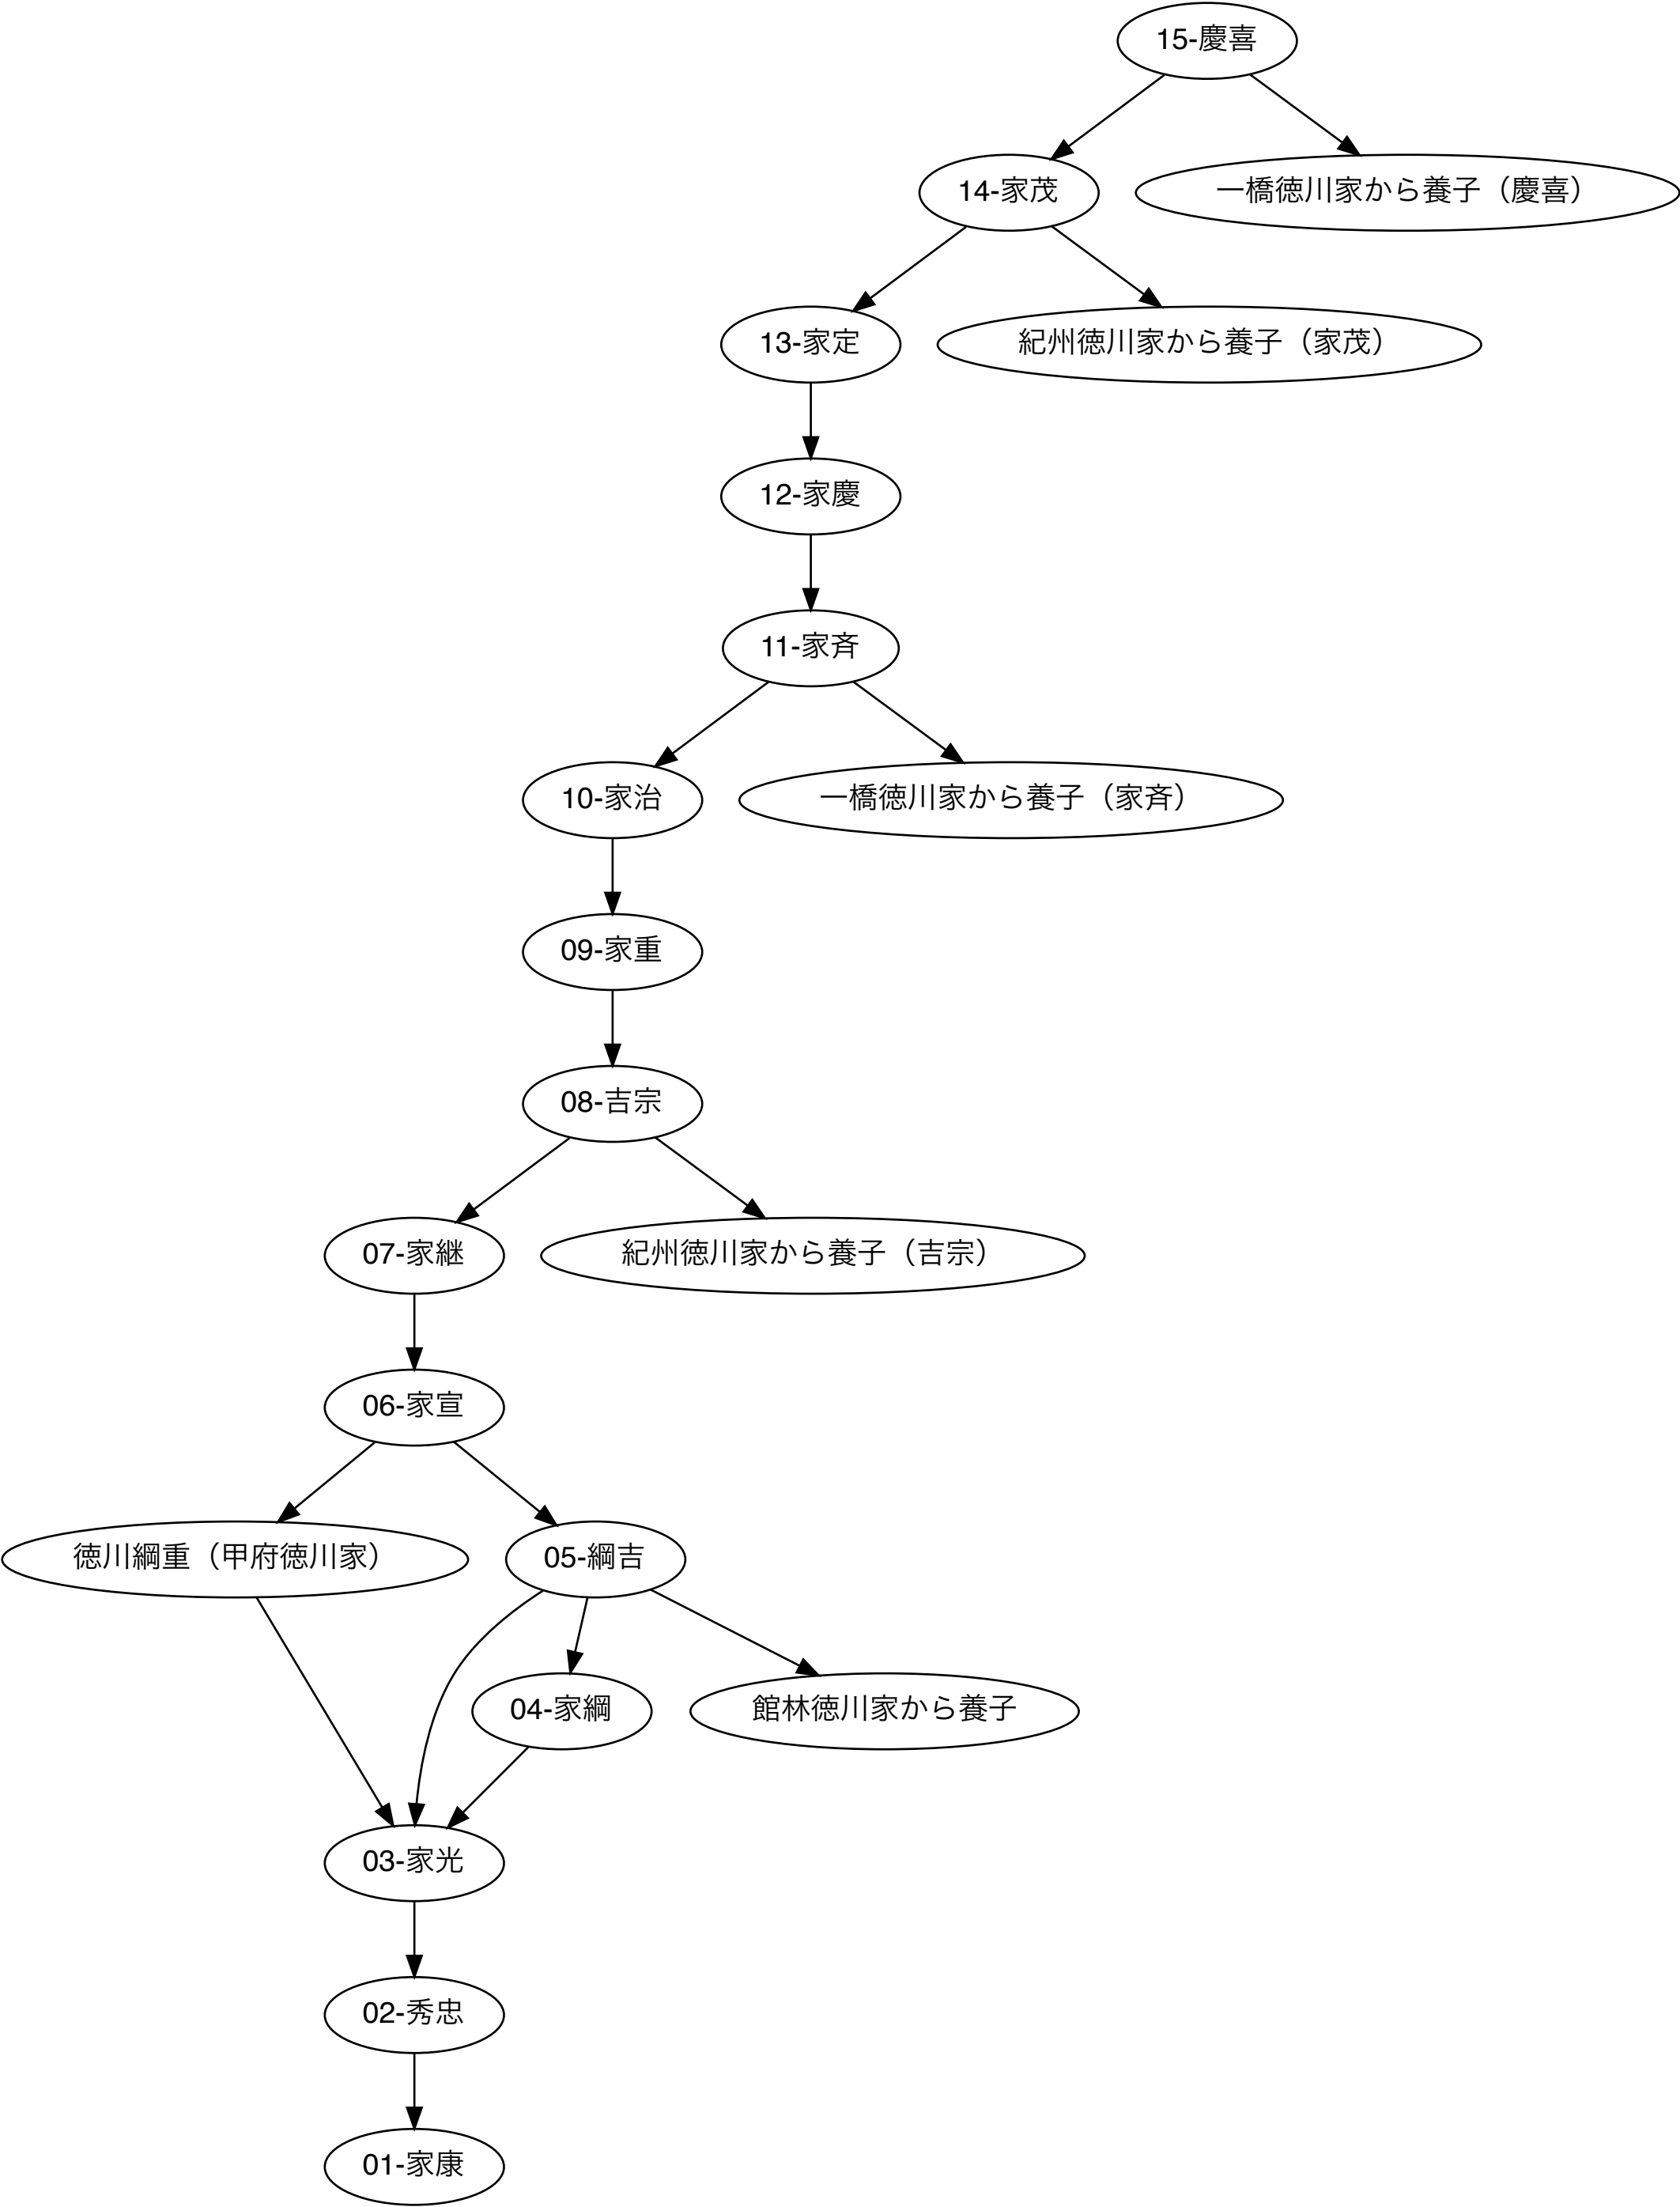 15-慶喜
14-家茂
一橋徳川家から養子（慶喜）
13-家定
紀州徳川家から養子（家茂）
12-家慶
11-家斉
10-家治
一橋徳川家から養子（家斉）
09-家重
08-吉宗
07-家継
紀州徳川家から養子（吉宗）
06-家宣
徳川綱重（甲府徳川家）
05-綱吉
04-家綱
館林徳川家から養子
03-家光
02-秀忠
01-家康